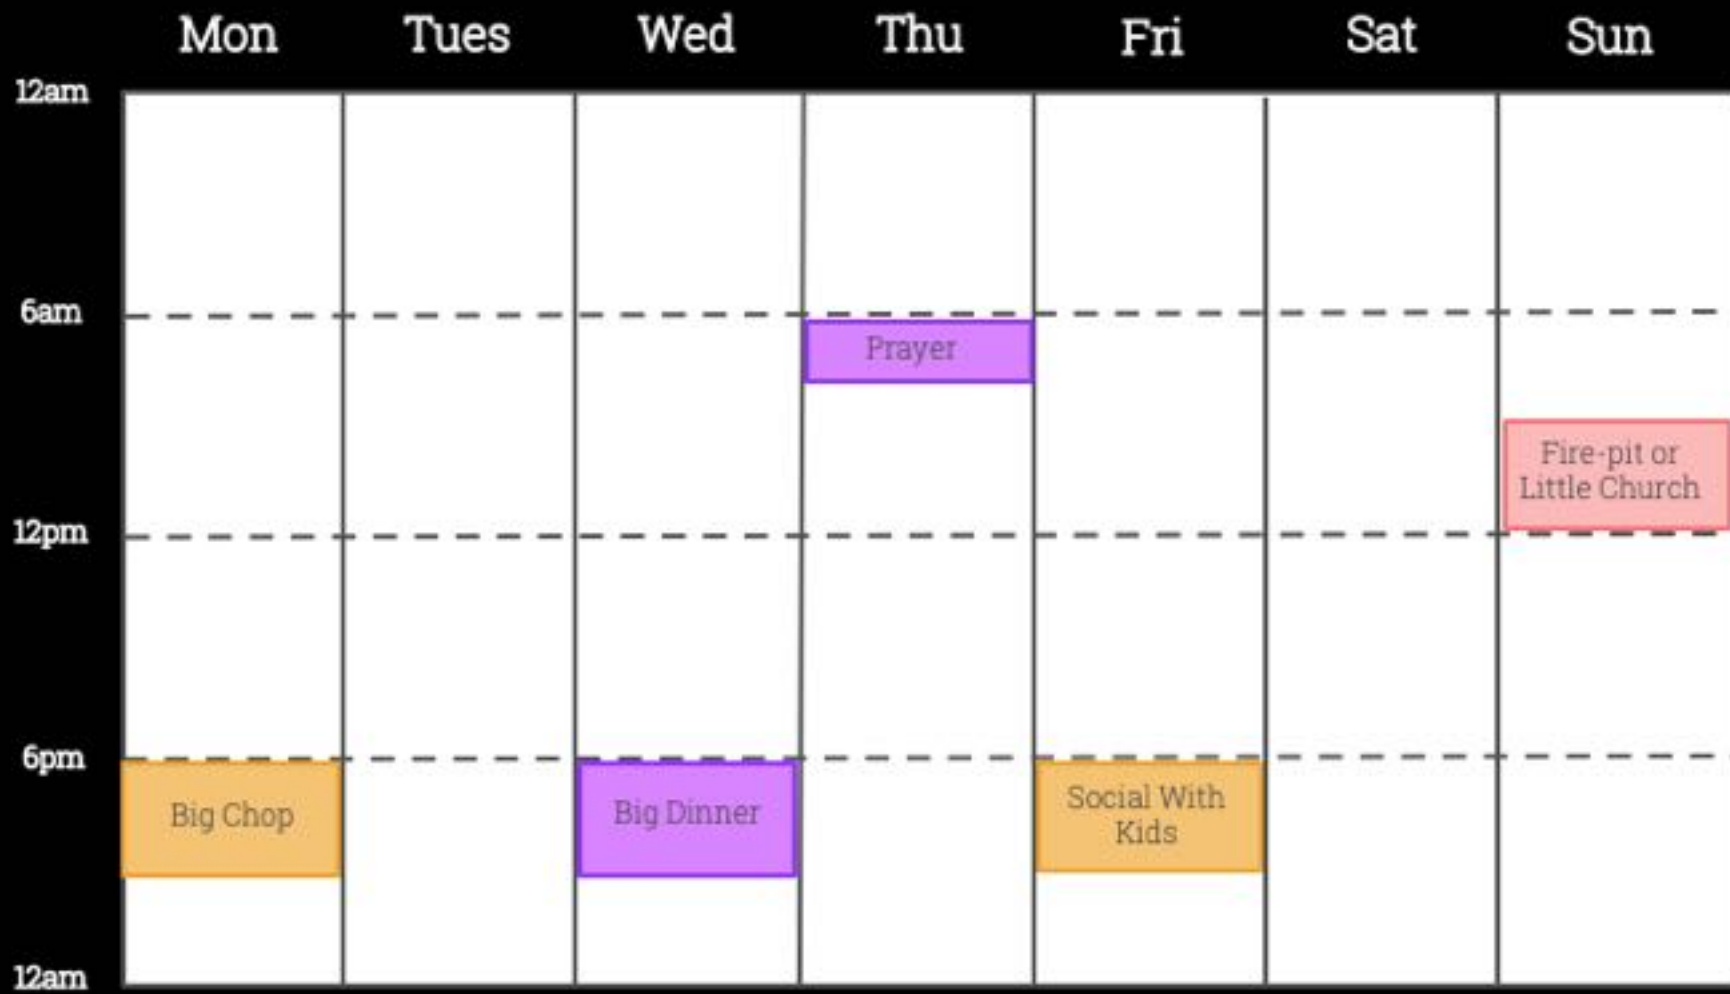 Mon Tues Wed Thu Fri Sat Sun
12am
6am
Prayer
Fire-pit or
Little Church
12pm
6pm
Big Chop
Big Dinner
Social With
Kids
12am